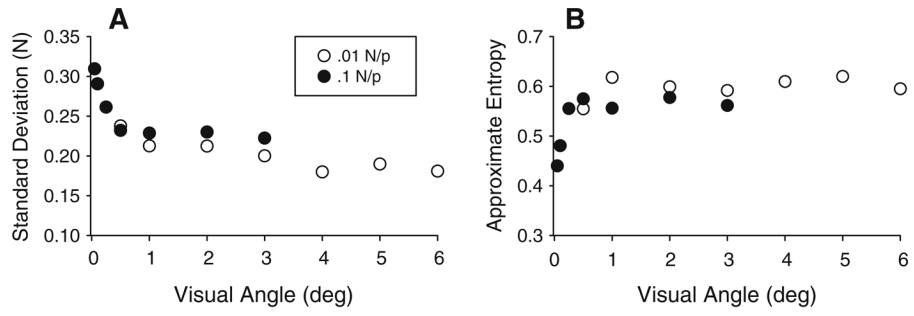 A
Standard Deviation (N)
0.35
0.30
0.25
0.20
0.15
0.10
.01 N/p
.1 N/p
0 1 2 3 4 5 6
Visual Angle (deg)
B
Approximate Entropy
0.7
0.6
0.5
0.4
0.3
0 1 2 3 4 5 6
Visual Angle (deg)